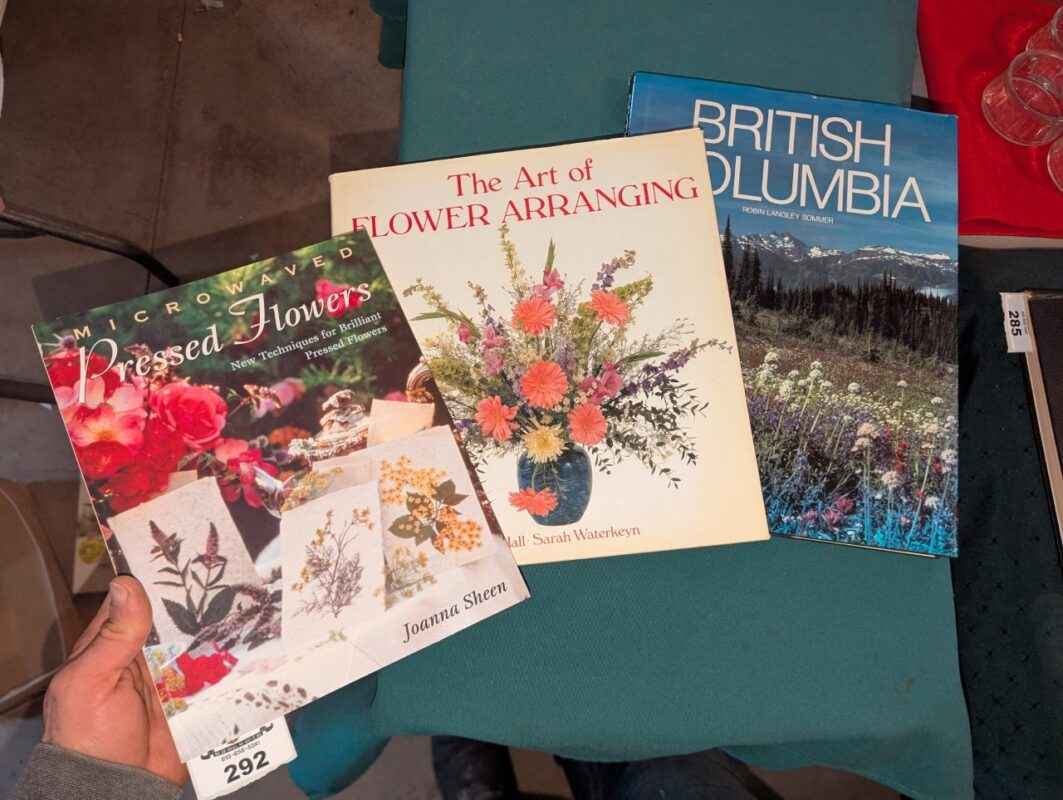 MICROWAVED
Pressed Flowers
New Techniques for Brilliant
Pressed Flowers
Joanna Sheen
292
The Art of
FLOWER ARRANGING
Sarah Waterkeyn
BRITISH
OLUMBIA
ROBIN LANGLEY SOMMER
285